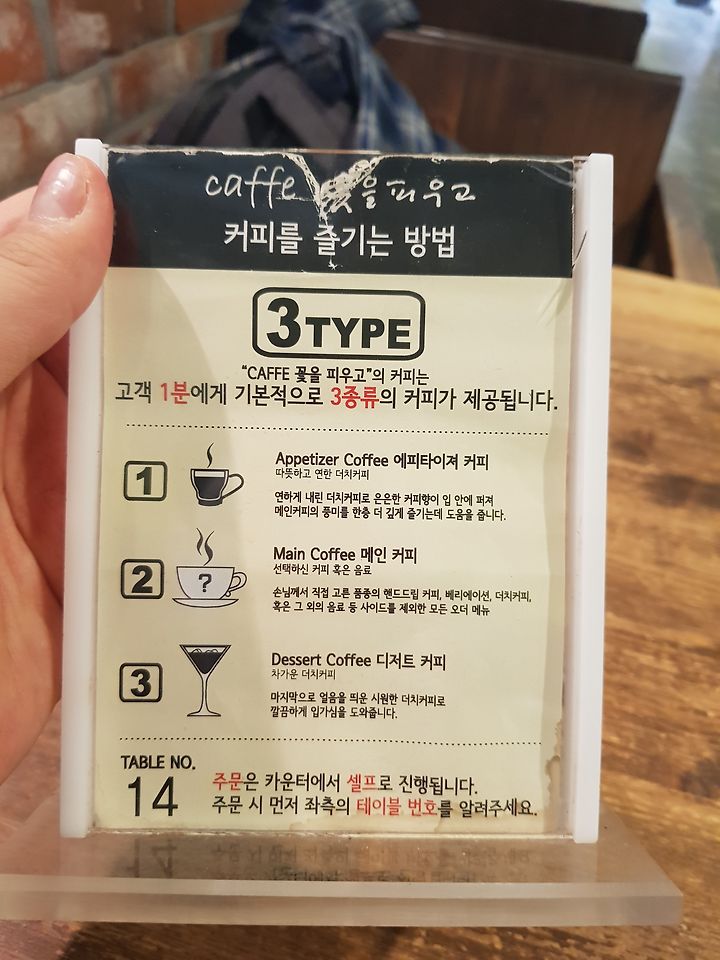 caffe 꽃을피우고
커피를 즐기는 방법
3TYPE
“CAFFE 꽃을 피우고”의 커피는
고객 1분에게 기본적으로 3종류의 커피가 제공됩니다.
1
Appetizer Coffee 에피타이져 커피
따뜻하고 연한 더치커피
연하게 내린 더치커피로 은은한 커피향이 입 안에 퍼져
메인커피의 풍미를 한층 더 깊게 즐기는데 도움을 줍니다.
2
?
Main Coffee 메인 커피
선택하신 커피 혹은 음료
손님께서 직접 고른 품종의 핸드드립 커피, 베리에이션, 더치커피,
혹은 그 외의 음료 등 사이드를 제외한 모든 오더 메뉴
3
Dessert Coffee 디저트 커피
차가운 더치커피
마지막으로 얼음을 띄운 시원한 더치커피로
깔끔하게 입가심을 도와줍니다.
TABLE NO.
14
주문은 카운터에서 셀프로 진행됩니다.
주문 시 먼저 좌측의 테이블 번호를 알려주세요.